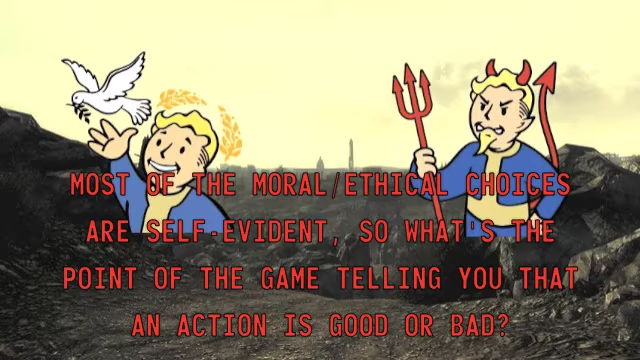 MOST OF THE MORAL/ETHICAL CHOICES
ARE SELF-EVIDENT, SO WHAT'S THE
POINT OF THE GAME TELLING YOU THAT
AN ACTION IS GOOD OR BAD?